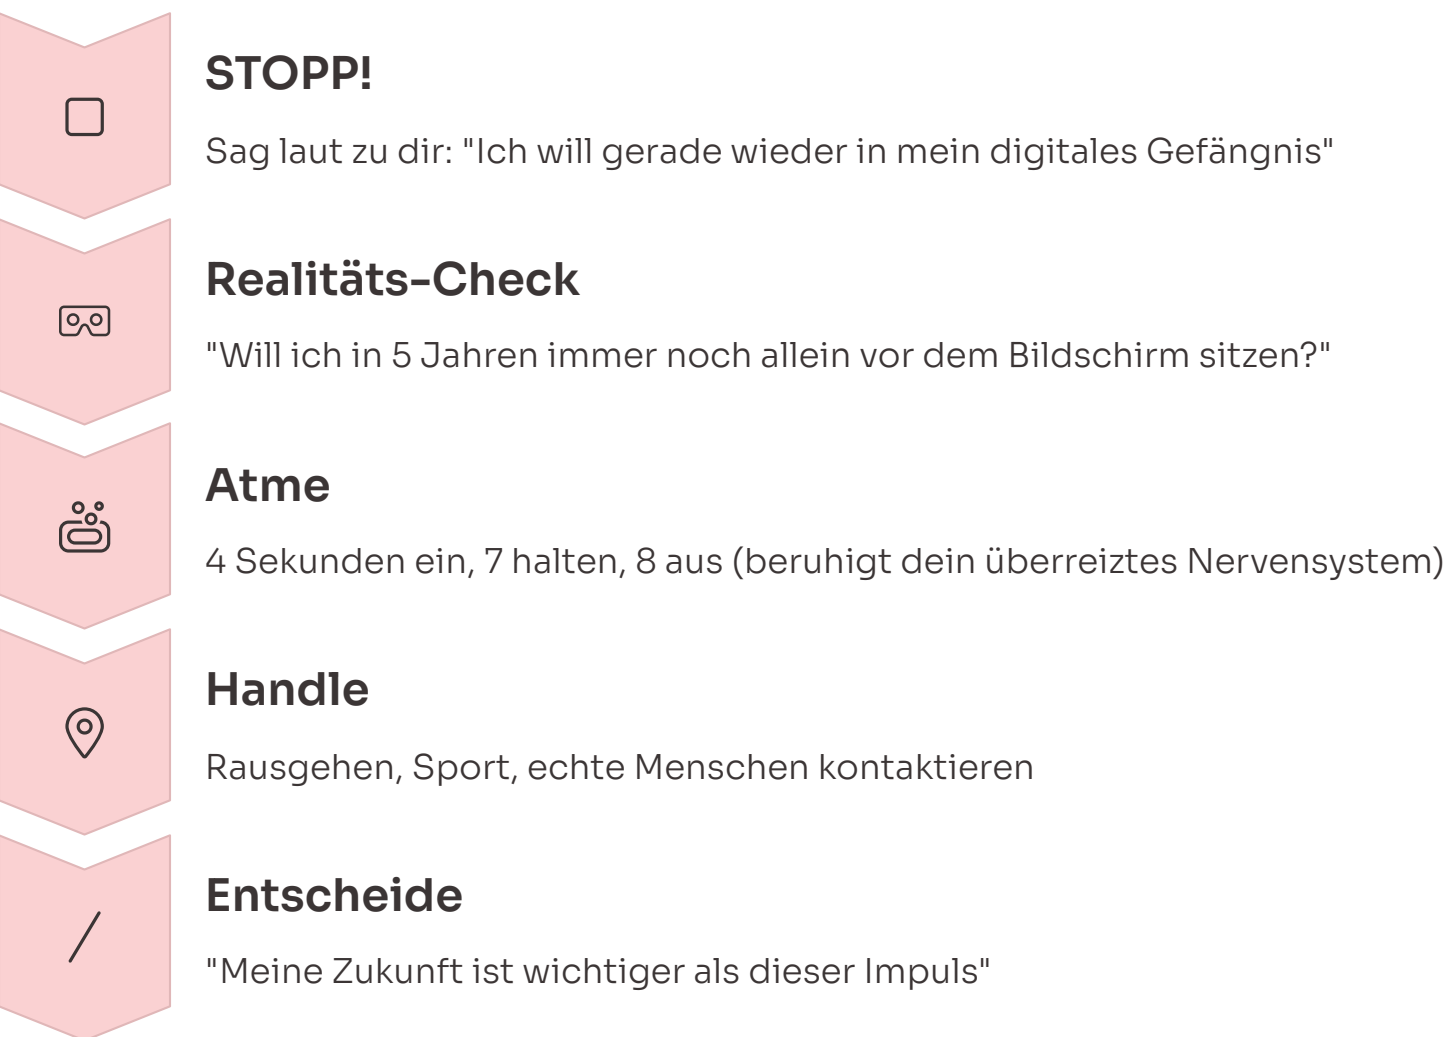 STOPP!
Sag laut zu dir: "Ich will gerade wieder in mein digitales Gefängnis"
Realitäts-Check
"Will ich in 5 Jahren immer noch allein vor dem Bildschirm sitzen?"
Atme
4 Sekunden ein, 7 halten, 8 aus (beruhigt dein überreiztes Nervensystem)
Handle
Rausgehen, Sport, echte Menschen kontaktieren
Entscheide
"Meine Zukunft ist wichtiger als dieser Impuls"